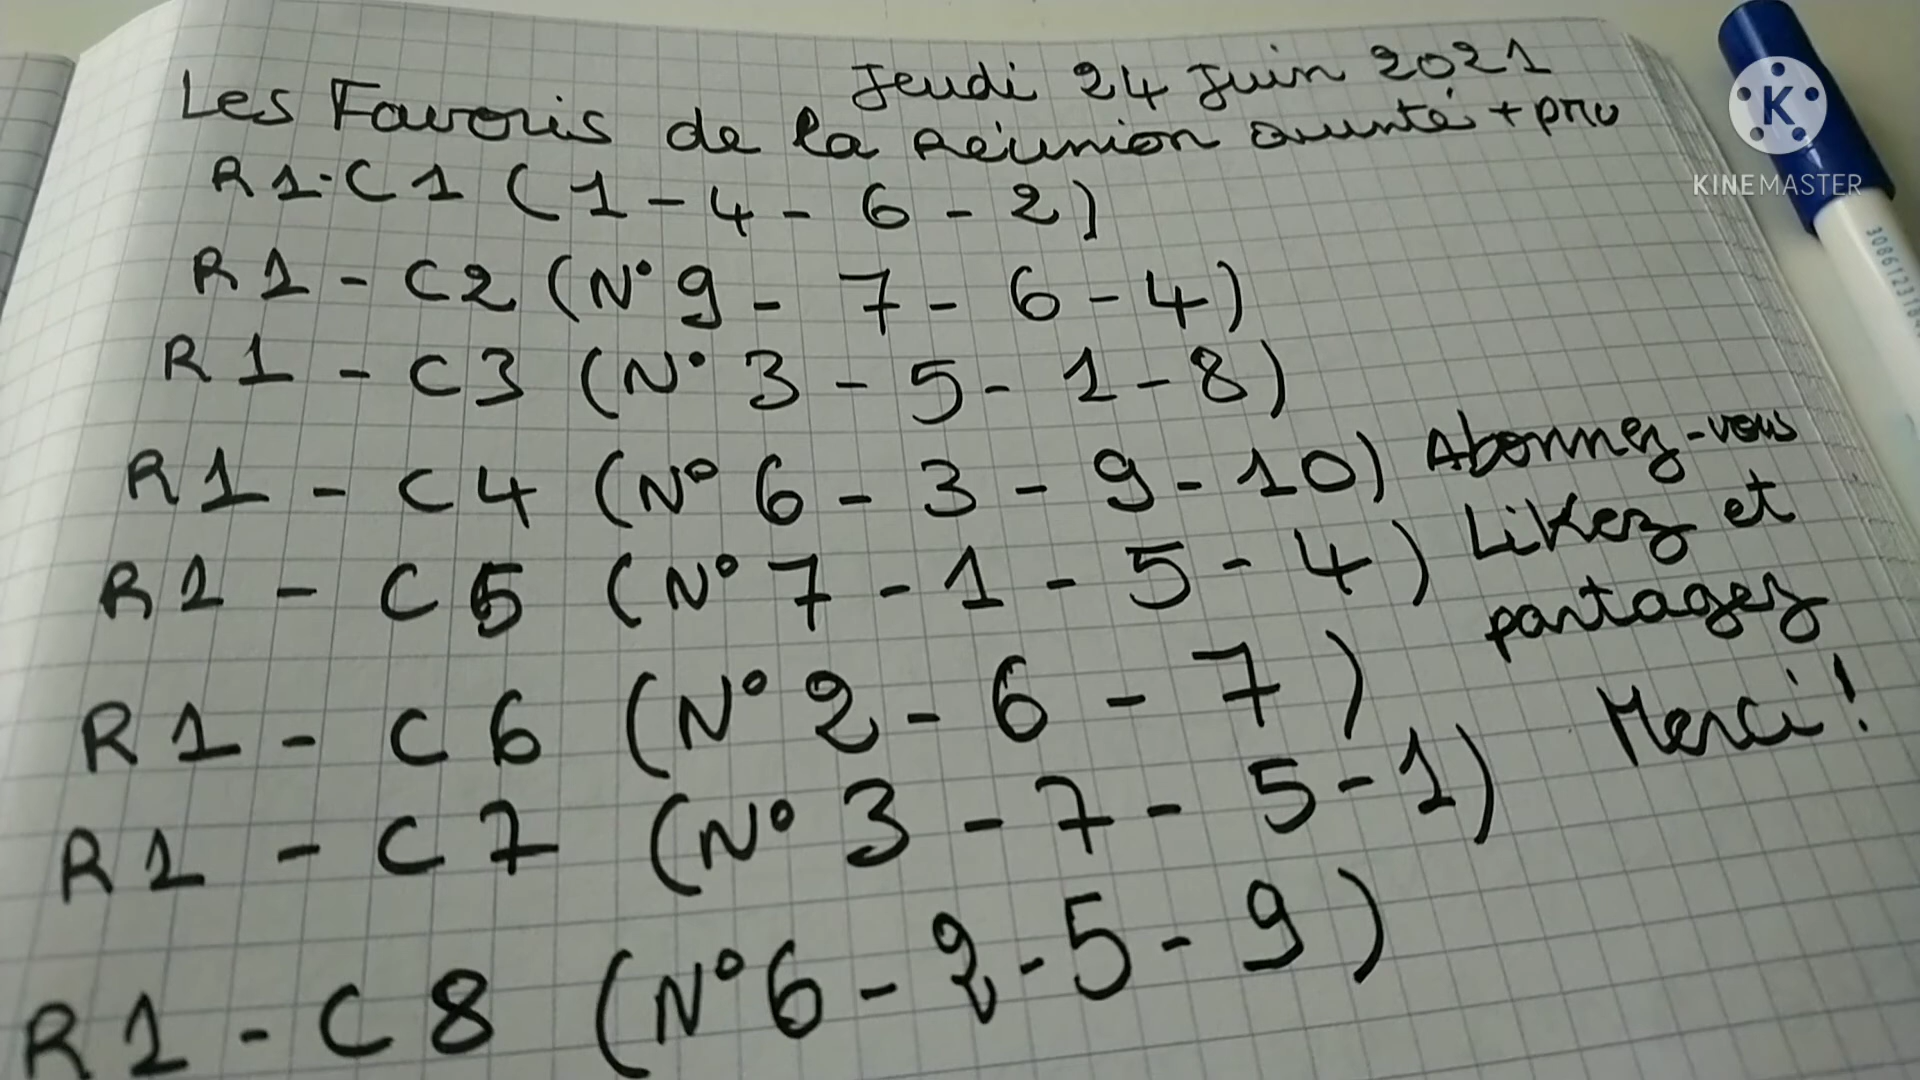 Jeudi 24 Juin 2021
Les Favoris de la Réunion quinté + pmu
R1-C1 (1-4-6-2)
R1-C2 (N°9-7-6-4)
R1-C3 (N°3-5-1-8)
R1-C4 (N°6-3-9-10)
R1-C5 (N°7-1-5-4)
R1-C6 (N°2-6-7)
R1-C7 (N°3-7-5-1)
R1-C8 (N°6-2-5-9)
Abonnez-vous
Likez et
partagez
Merci!
K
KINEMASTER